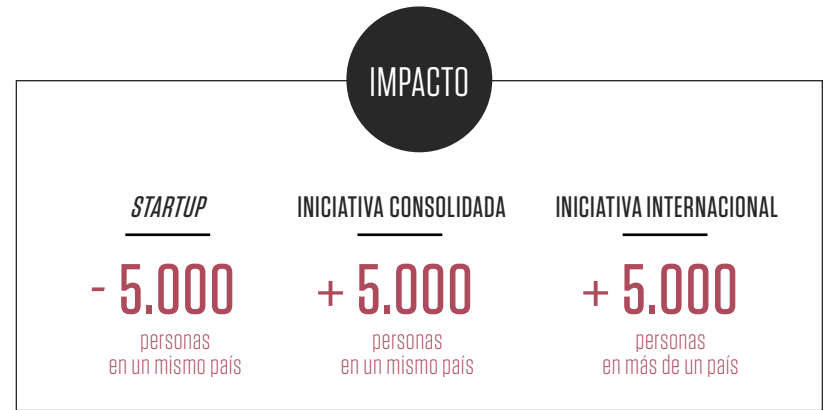 IMPACTO
STARTUP
- 5.000
personas
en un mismo país
INICIATIVA CONSOLIDADA
+ 5.000
personas
en un mismo país
INICIATIVA INTERNACIONAL
+ 5.000
personas
en más de un país